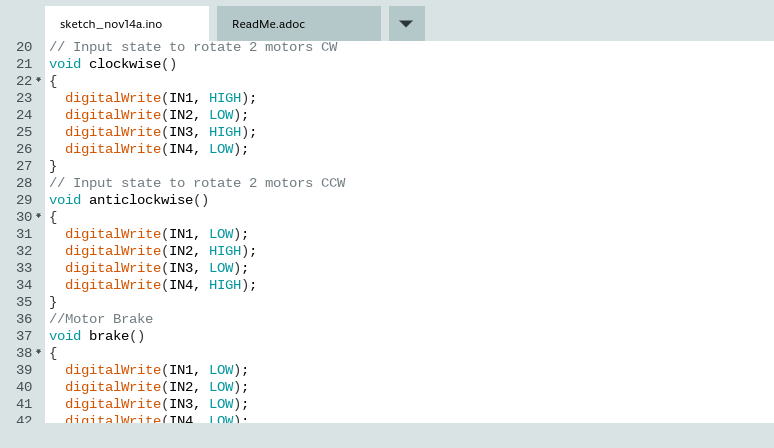 sketch_nov14a.ino
ReadMe.adoc
20 // Input state to rotate 2 motors CW
21 void clockwise()
22 {
23   digitalWrite(IN1, HIGH);
24   digitalWrite(IN2, LOW);
25   digitalWrite(IN3, HIGH);
26   digitalWrite(IN4, LOW);
27 }
28 // Input state to rotate 2 motors CCW
29 void anticlockwise()
30 {
31   digitalWrite(IN1, LOW);
32   digitalWrite(IN2, HIGH);
33   digitalWrite(IN3, LOW);
34   digitalWrite(IN4, HIGH);
35 }
36 //Motor Brake
37 void brake()
38 {
39   digitalWrite(IN1, LOW);
40   digitalWrite(IN2, LOW);
41   digitalWrite(IN3, LOW);
42   digitalWrite(IN4, LOW);